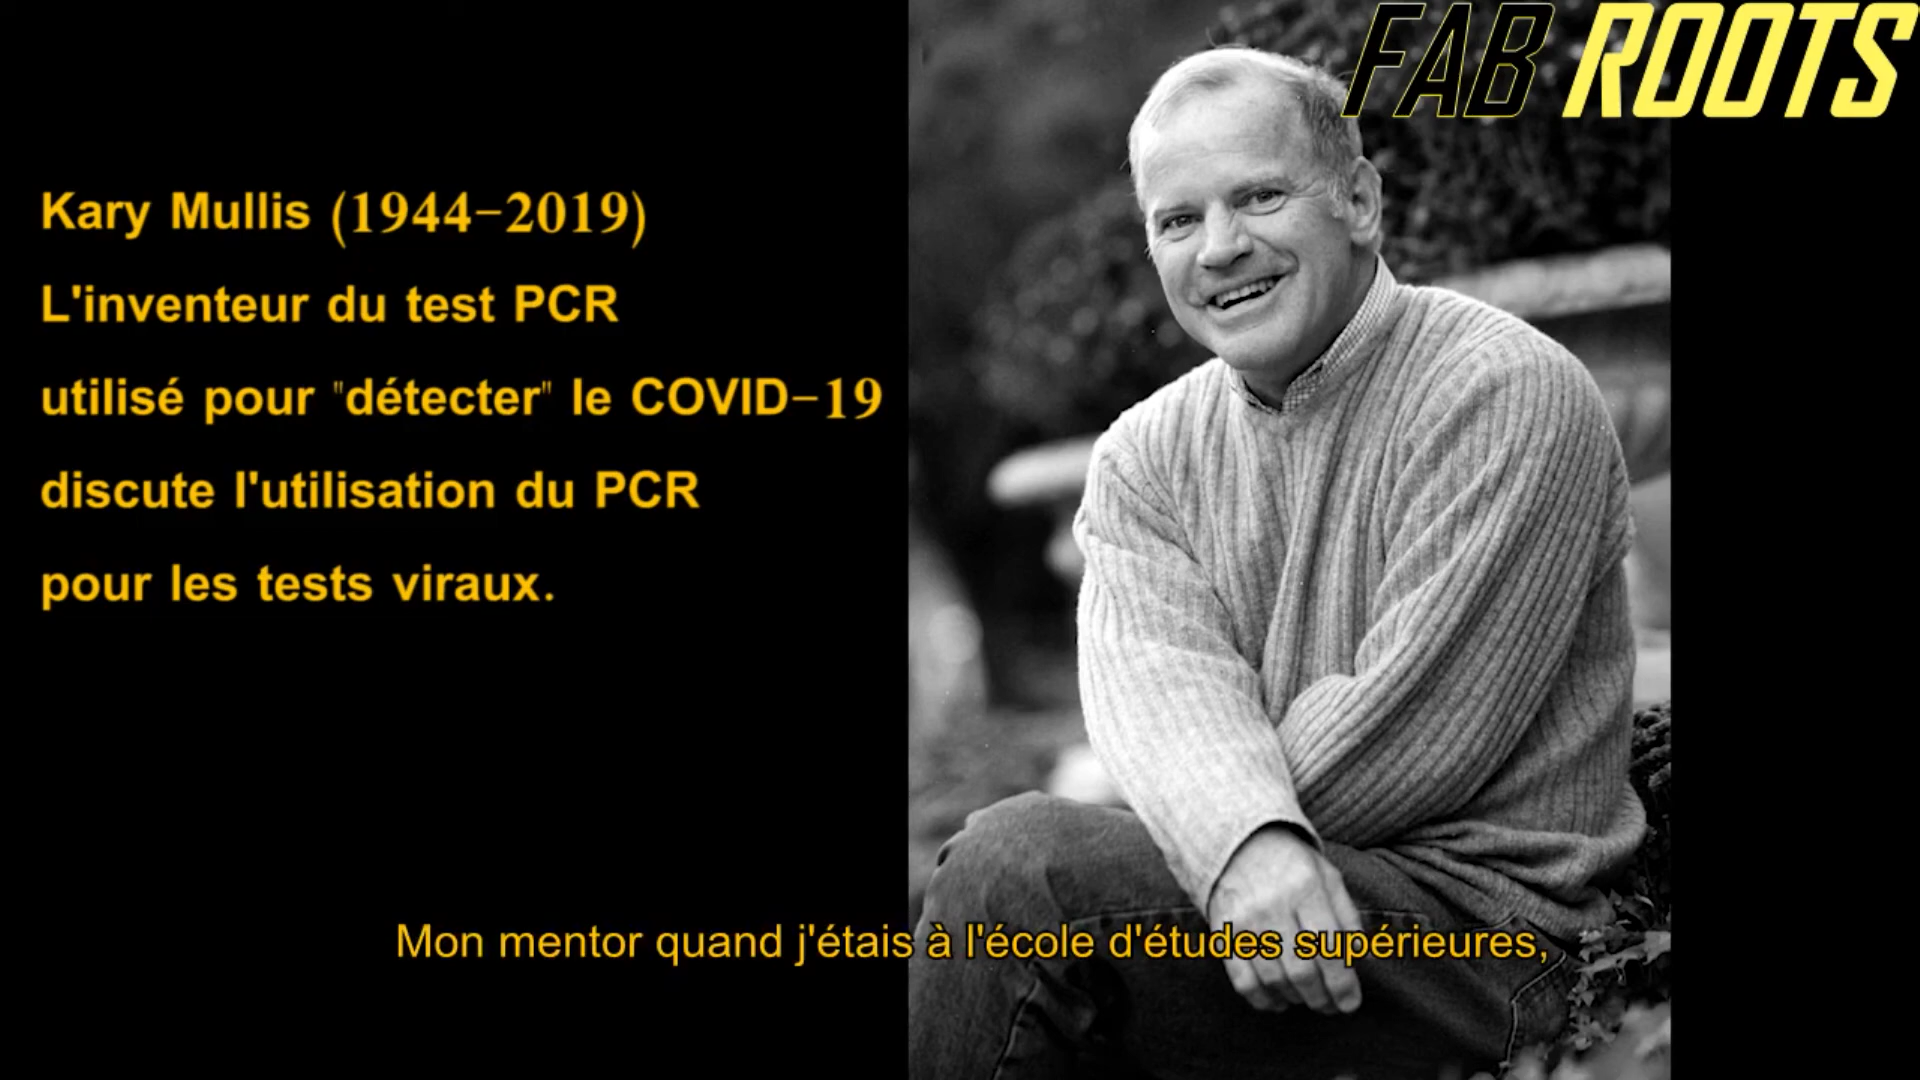 FAB ROOTS
Kary Mullis (1944-2019)
L'inventeur du test PCR
utilisé pour "détecter" le COVID-19
discute l'utilisation du PCR
pour les tests viraux.
Mon mentor quand j'étais à l'école d'études supérieures,